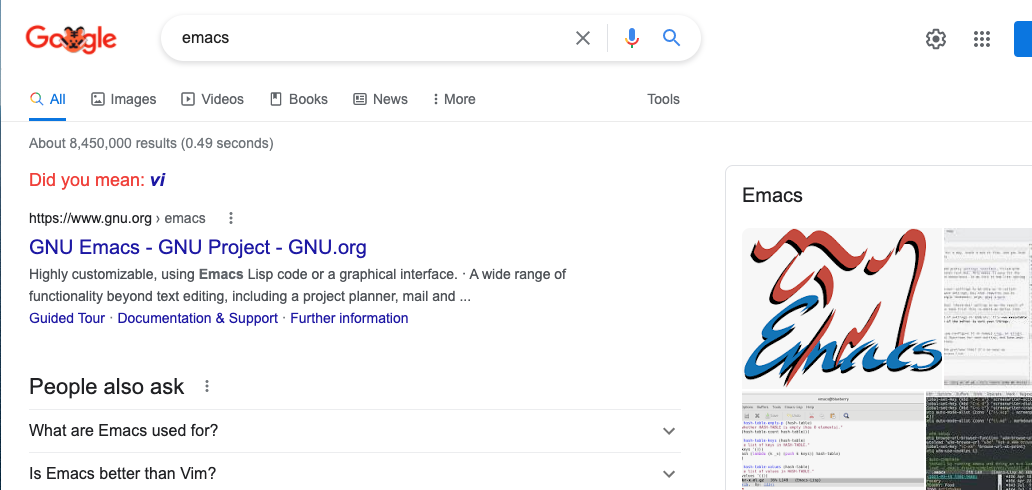 Google
emacs
All Images Videos Books News More Tools
About 8,450,000 results (0.49 seconds)
Did you mean: vi
https://www.gnu.org › emacs
GNU Emacs - GNU Project - GNU.org
Highly customizable, using Emacs Lisp code or a graphical interface. · A wide range of
functionality beyond text editing, including a project planner, mail and ...
Guided Tour · Documentation & Support · Further information
People also ask
What are Emacs used for?
Is Emacs better than Vim?
Emacs
Emacs